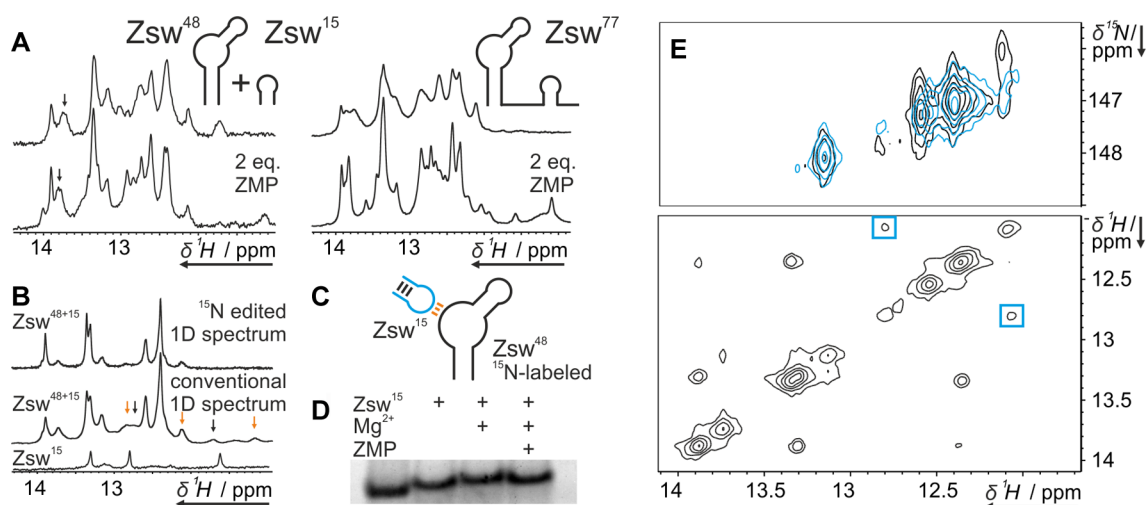 A
Zsw⁴⁸
+
Zsw¹⁵
2 eq.
ZMP
14
13
δ ¹H / ppm
Zsw⁷⁷
2 eq.
ZMP
14
13
δ ¹H / ppm
B
Zsw⁴⁸⁺¹⁵
¹⁵N edited
1D spectrum
Zsw⁴⁸⁺¹⁵
conventional
1D spectrum
Zsw¹⁵
14
13
δ ¹H / ppm
C
Zsw¹⁵
Zsw⁴⁸
¹⁵N-labeled
D
Zsw¹⁵ + + +
Mg²⁺ + +
ZMP +
E
δ ¹⁵N /
ppm
147
148
δ ¹H /
ppm
12.5
13
13.5
14
14
13.5
13
12.5
δ ¹H / ppm